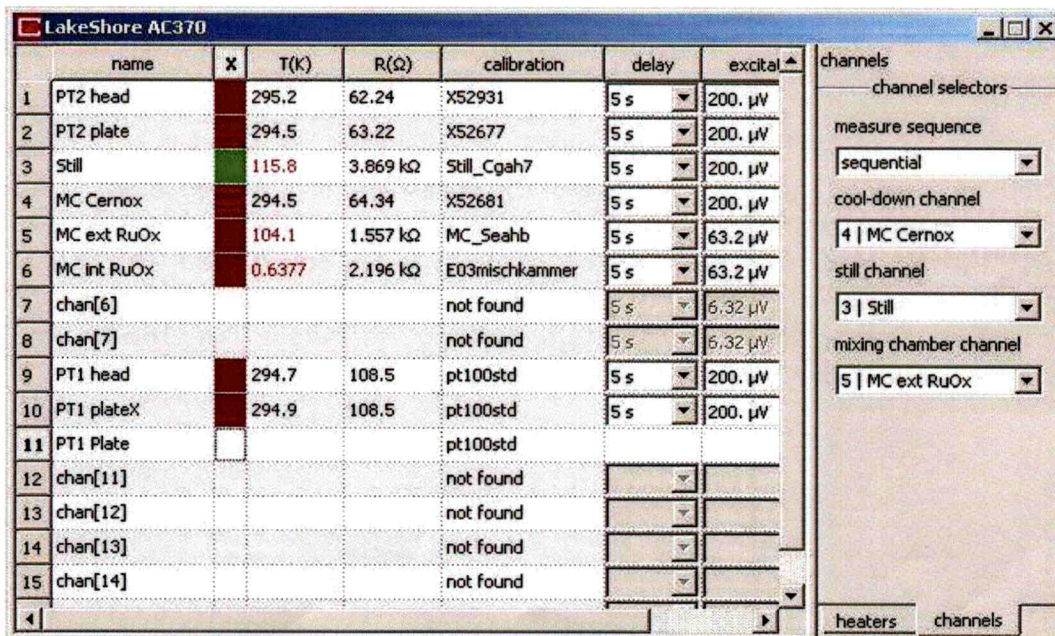 LakeShore AC370
name X T(K) R(Ω) calibration delay excital
1 PT2 head 295.2 62.24 X52931 5 s 200. µV
2 PT2 plate 294.5 63.22 X52677 5 s 200. µV
3 Still 115.8 3.869 kΩ Still_Cgah7 5 s 200. µV
4 MC Cernox 294.5 64.34 X52681 5 s 200. µV
5 MC ext RuOx 104.1 1.557 kΩ MC_Seahb 5 s 63.2 µV
6 MC int RuOx 0.6377 2.196 kΩ E03mischkammer 5 s 63.2 µV
7 chan[6] not found 5 s 6.32 µV
8 chan[7] not found 5 s 6.32 µV
9 PT1 head 294.7 108.5 pt100std 5 s 200. µV
10 PT1 plateX 294.9 108.5 pt100std 5 s 200. µV
11 PT1 Plate pt100std
12 chan[11] not found
13 chan[12] not found
14 chan[13] not found
15 chan[14] not found
channels
channel selectors
measure sequence
sequential
cool-down channel
4 | MC Cernox
still channel
3 | Still
mixing chamber channel
5 | MC ext RuOx
heaters channels